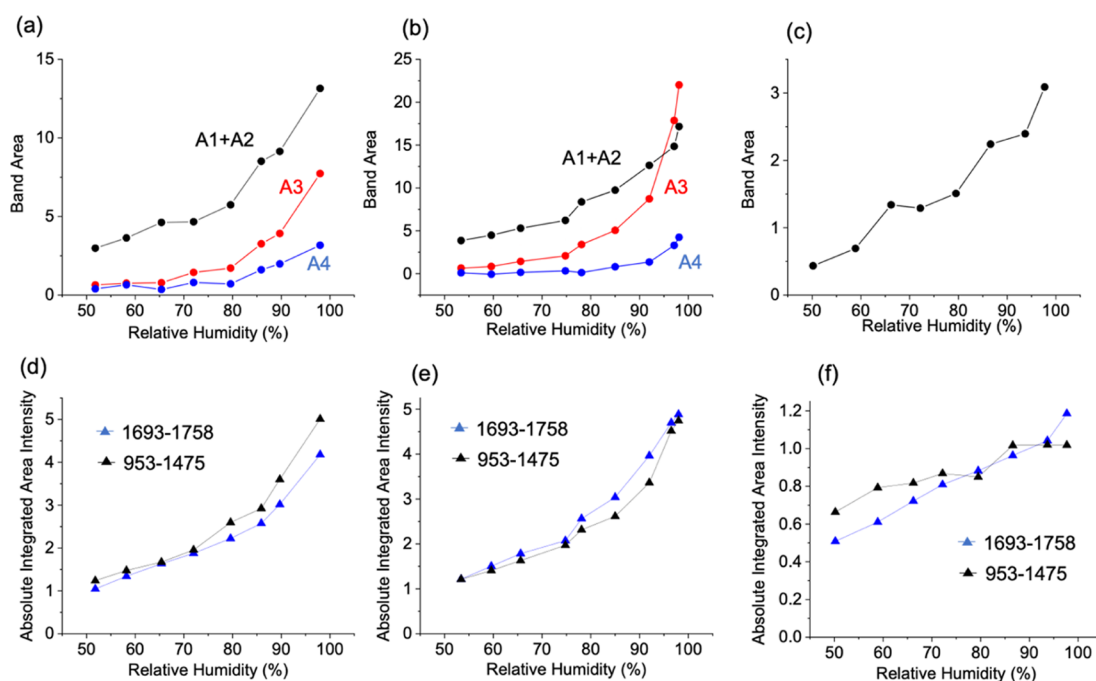 (a)
15
10
5
0
Band Area
A1+A2
A3
A4
50 60 70 80 90 100
Relative Humidity (%)
(b)
25
20
15
10
5
0
Band Area
A1+A2
A3
A4
50 60 70 80 90 100
Relative Humidity (%)
(c)
3
2
1
0
Band Area
50 60 70 80 90 100
Relative Humidity (%)
(d)
5
4
3
2
1
0
Absolute Integrated Area Intensity
1693-1758
953-1475
50 60 70 80 90 100
Relative Humidity (%)
(e)
5
4
3
2
1
0
Absolute Integrated Area Intensity
1693-1758
953-1475
50 60 70 80 90 100
Relative Humidity (%)
(f)
1.2
1.0
0.8
0.6
0.4
0.2
0.0
Absolute Integrated Area Intensity
1693-1758
953-1475
50 60 70 80 90 100
Relative Humidity (%)